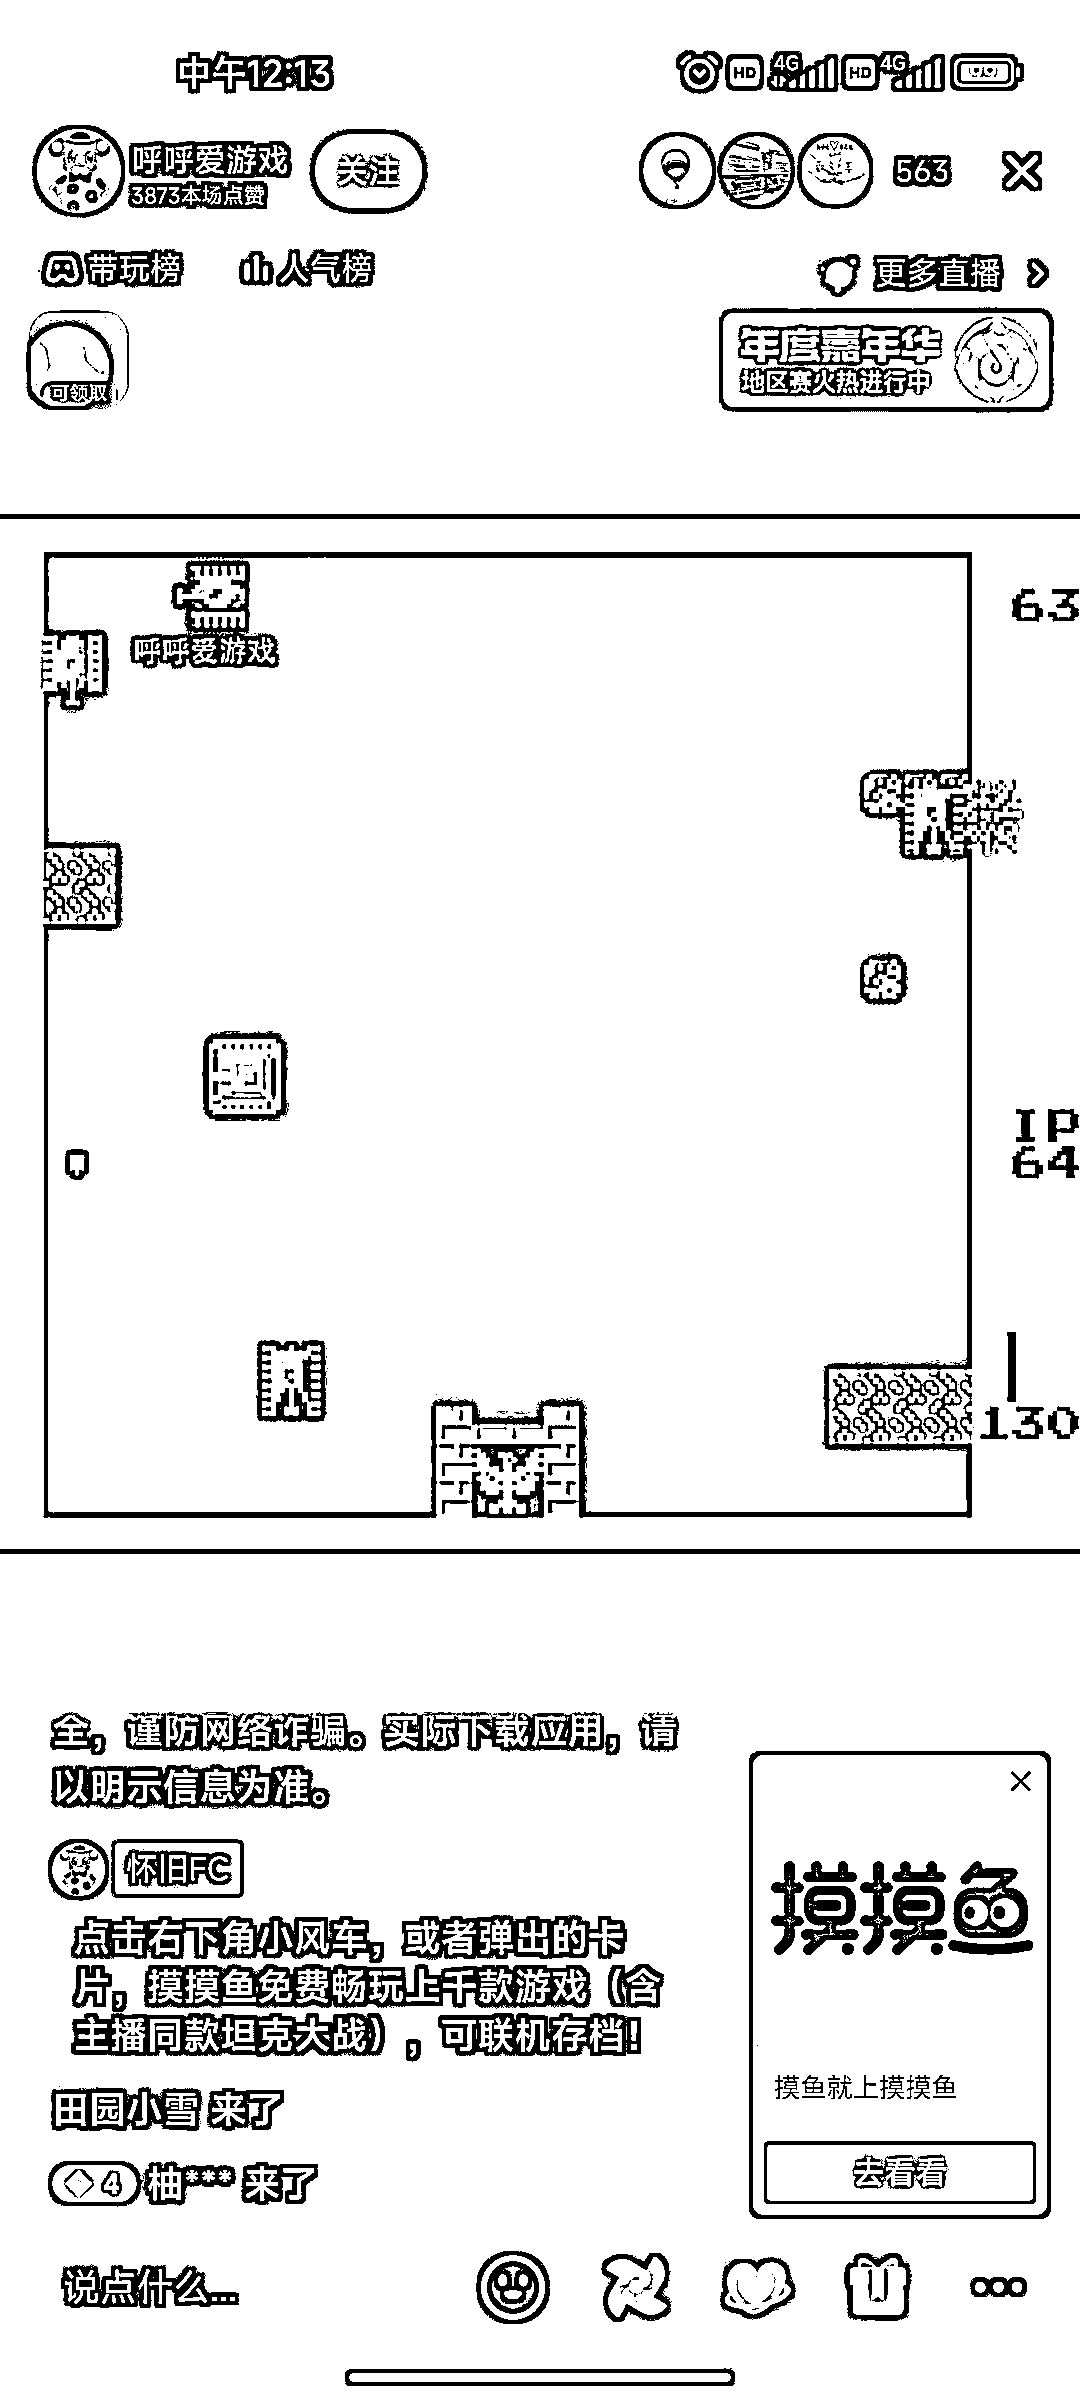 中午12:13
HD 4G HD 4G
呼呼爱游戏
3873本场点赞
关注
563
带玩榜
人气榜
更多直播
可领取
年度嘉年华
地区赛火热进行中
63
呼呼爱游戏
IP
64
130
全，谨防网络诈骗。实际下载应用，请
以明示信息为准。
怀旧FC
点击右下角小风车，或者弹出的卡
片，摸摸鱼免费畅玩上千款游戏（含
主播同款坦克大战），可联机存档！
田园小雪 来了
4 柚*** 来了
摸摸鱼
摸鱼就上摸摸鱼
去看看
说点什么...